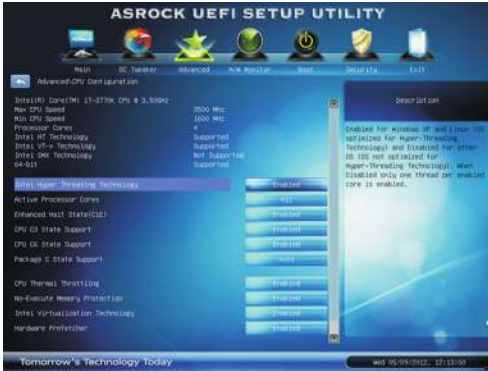 ASROCK UEFI SETUP UTILITY
Main OC Tweaker Advanced H/W Monitor Boot Security Exit
Advanced\CPU Configuration
Intel(R) Core(TM) i7-3770K CPU @ 3.50GHz
Max CPU Speed 3500 MHz
Min CPU Speed 1600 MHz
Processor Cores 4
Intel HT Technology Supported
Intel VT-x Technology Supported
Intel SMX Technology Not Supported
64-bit Supported
Intel Hyper Threading Technology Enabled
Active Processor Cores All
Enhanced Halt State(C1E) Enabled
CPU C3 State Support Enabled
CPU C6 State Support Enabled
Package C State Support Auto
CPU Thermal Throttling Enabled
No-Execute Memory Protection Enabled
Intel Virtualization Technology Enabled
Hardware Prefetcher Enabled
Description
Enabled for Windows XP and Linux (OS
optimized for Hyper-Threading
Technology) and Disabled for other
OS (OS not optimized for
Hyper-Threading Technology). When
Disabled only one thread per enabled
core is enabled.
Tomorrow's Technology Today
Wed 05/09/2012, 12:13:00